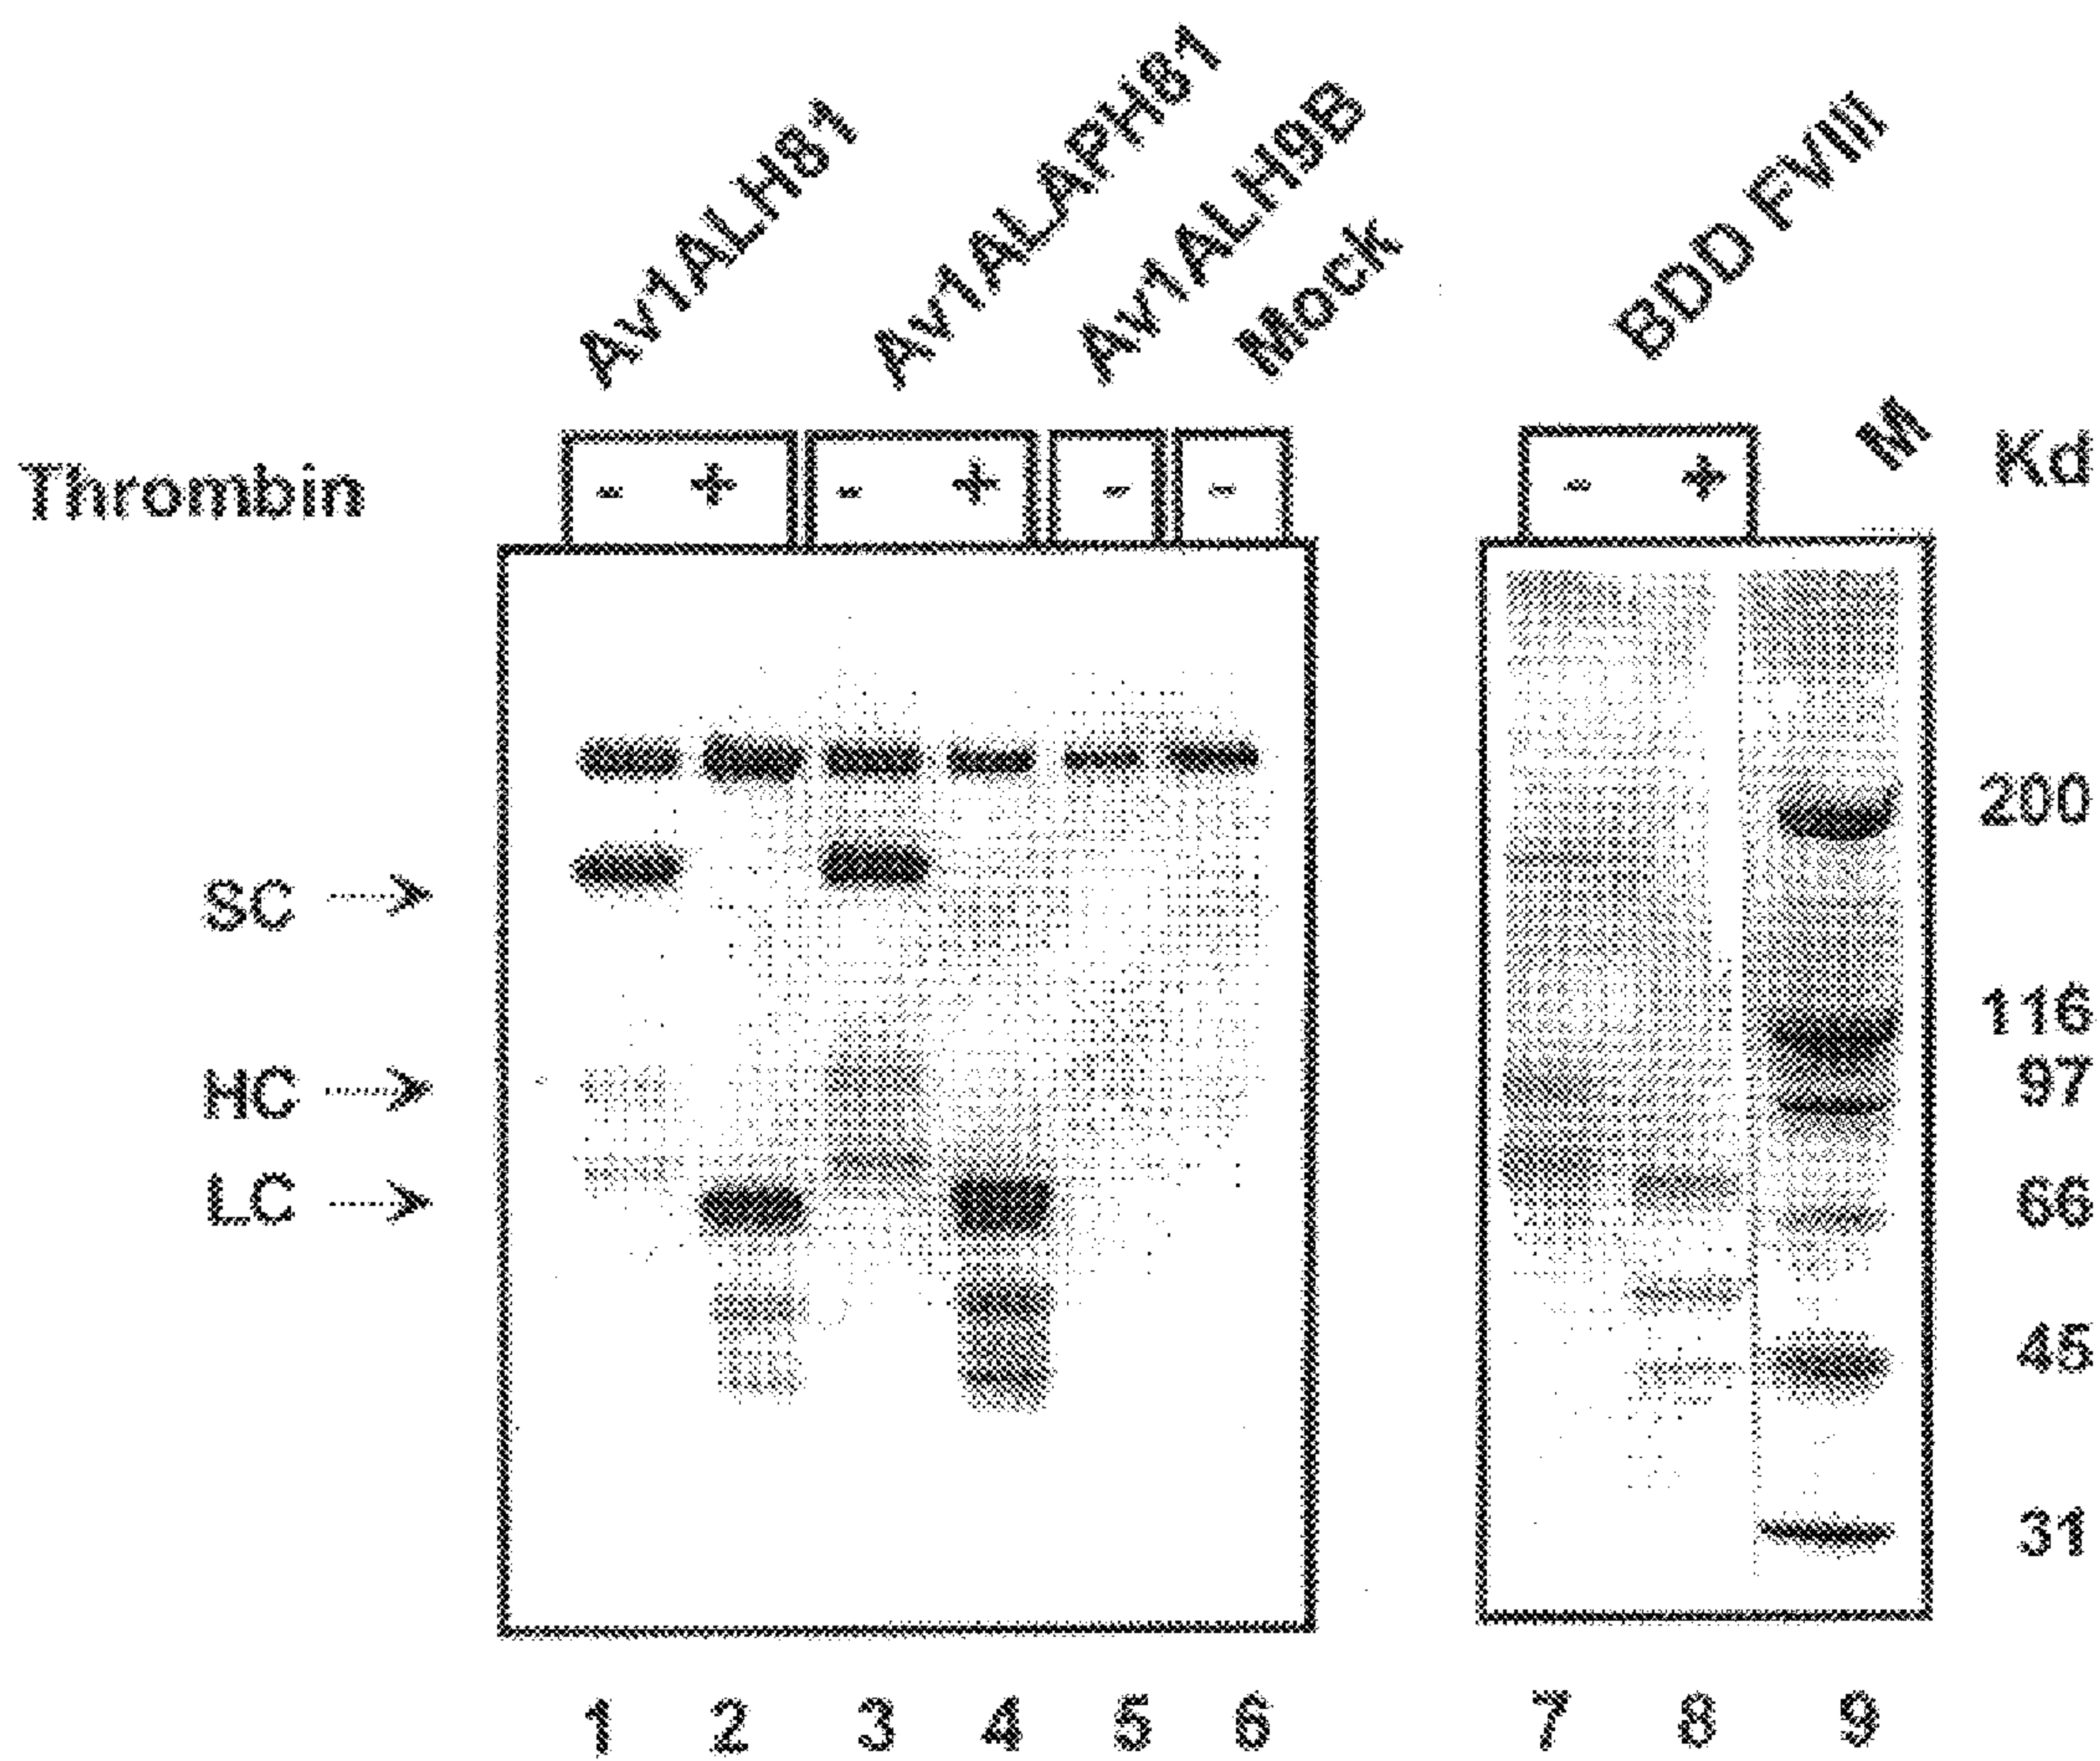 Av1ALH81
Av1ALAPH81
Av1ALH9B
Mock
BDD FVIII
M
Kd
Thrombin - + - + - - - +
200
SC
116
HC
97
LC
66
45
31
1 2 3 4 5 6 7 8 9